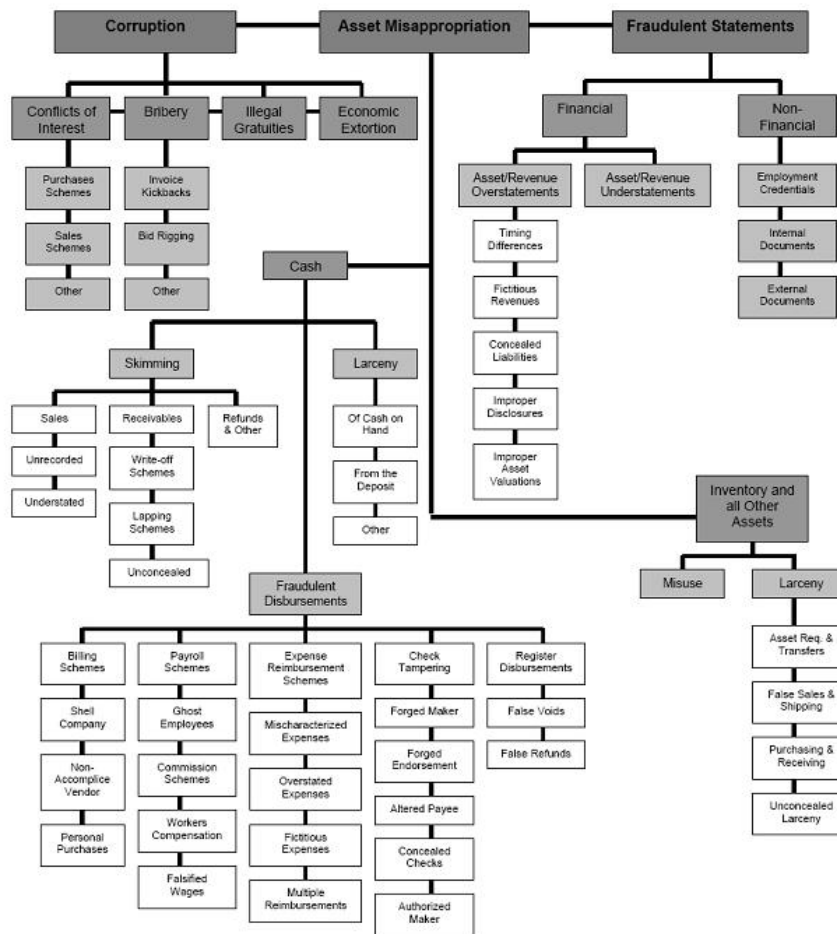 Corruption
Asset Misappropriation
Fraudulent Statements
Conflicts of
Interest
Bribery
Illegal
Gratuities
Economic
Extortion
Financial
Non-
Financial
Purchases
Schemes
Sales
Schemes
Other
Invoice
Kickbacks
Bid Rigging
Other
Asset/Revenue
Overstatements
Asset/Revenue
Understatements
Employment
Credentials
Internal
Documents
External
Documents
Timing
Differences
Fictitious
Revenues
Concealed
Liabilities
Improper
Disclosures
Improper
Asset
Valuations
Cash
Skimming
Larceny
Sales
Unrecorded
Understated
Receivables
Write-off
Schemes
Lapping
Schemes
Unconcealed
Refunds
& Other
Of Cash on
Hand
From the
Deposit
Other
Inventory and
all Other
Assets
Misuse
Larceny
Asset Req. &
Transfers
False Sales &
Shipping
Purchasing &
Receiving
Unconcealed
Larceny
Fraudulent
Disbursements
Billing
Schemes
Shell
Company
Non-
Accomplice
Vendor
Personal
Purchases
Payroll
Schemes
Ghost
Employees
Commission
Schemes
Workers
Compensation
Falsified
Wages
Expense
Reimbursement
Schemes
Mischaracterized
Expenses
Overstated
Expenses
Fictitious
Expenses
Multiple
Reimbursements
Check
Tampering
Forged Maker
Forged
Endorsement
Altered Payee
Concealed
Checks
Authorized
Maker
Register
Disbursements
False Voids
False Refunds